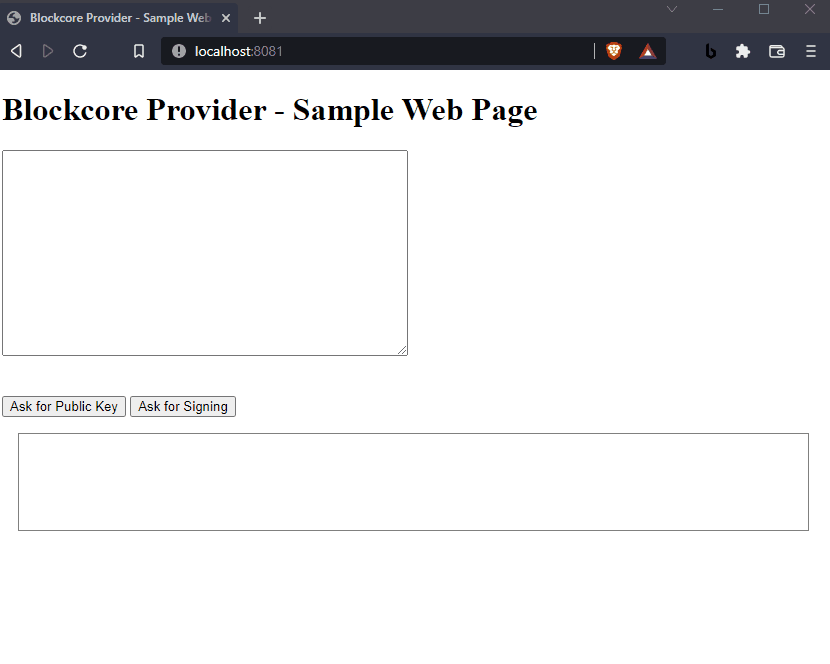 Blockcore Provider - Sample Web
localhost:8081
Blockcore Provider - Sample Web Page
Ask for Public Key
Ask for Signing